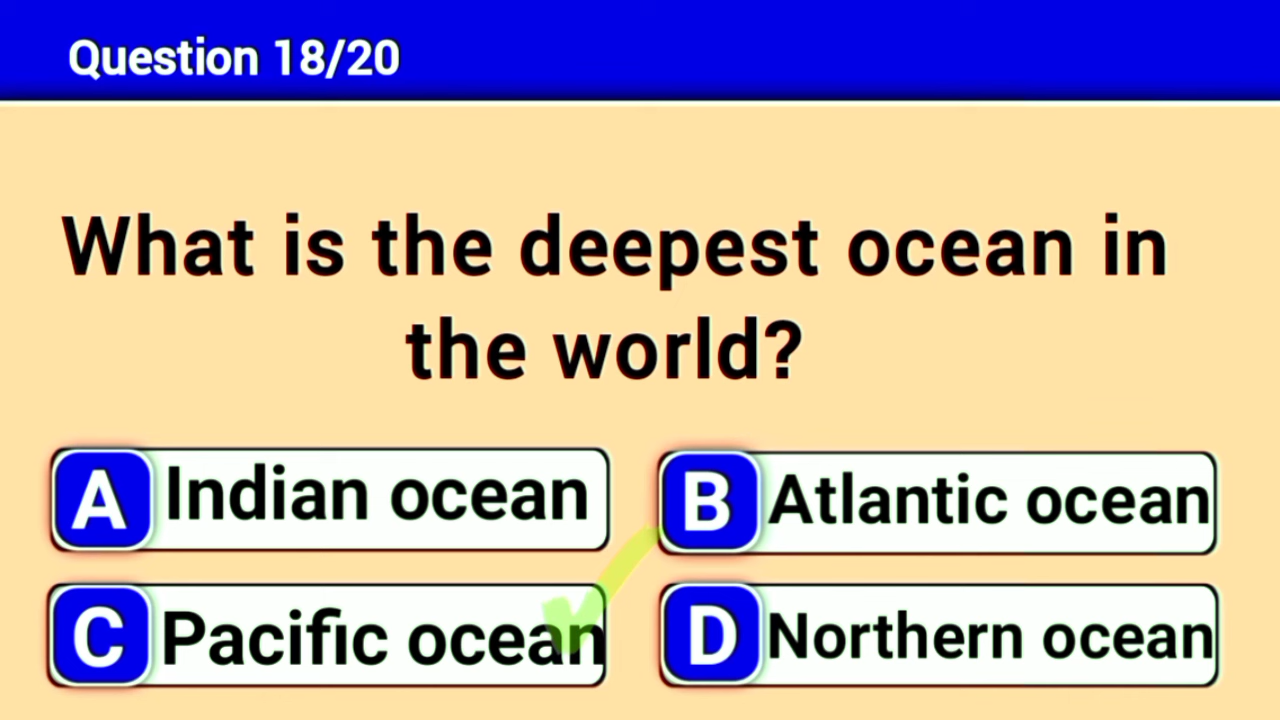 Question 18/20
What is the deepest ocean in
the world?
A Indian ocean
B Atlantic ocean
C Pacific ocean
D Northern ocean